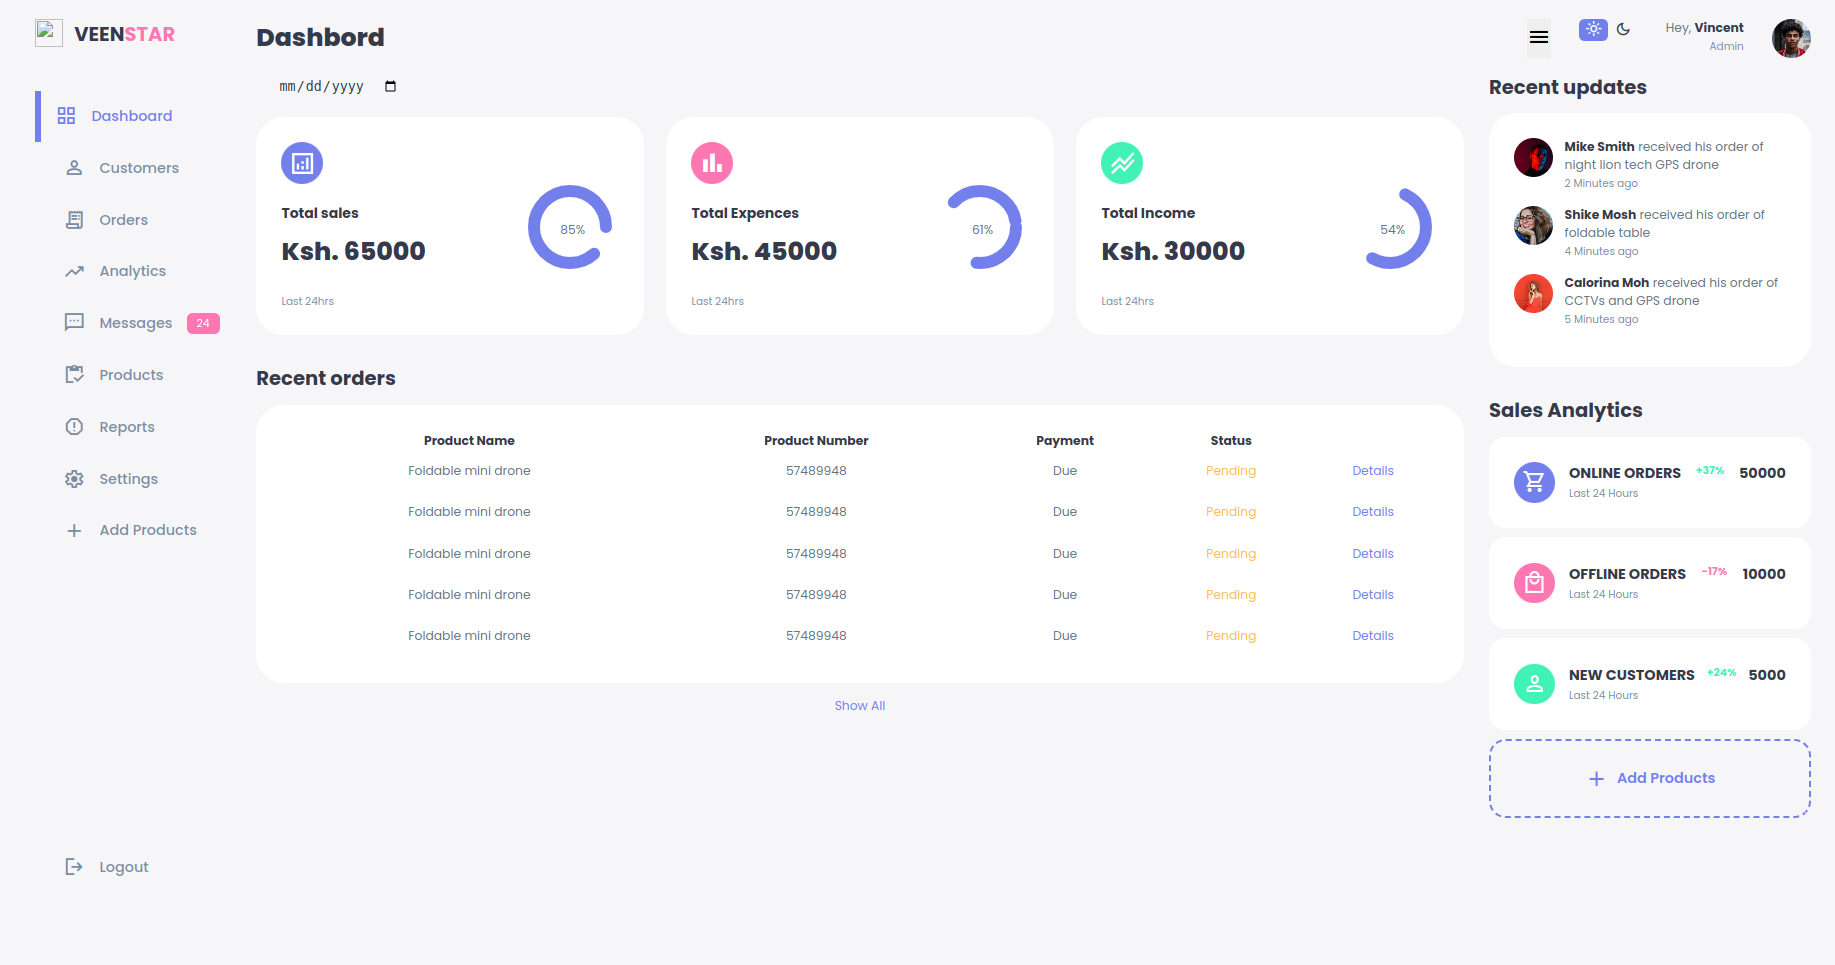 VEENSTAR
Dashboard
Customers
Orders
Analytics
Messages 24
Products
Reports
Settings
Add Products
Logout
Dashbord
mm/dd/yyyy
Total sales
Ksh. 65000
85%
Last 24hrs
Total Expences
Ksh. 45000
61%
Last 24hrs
Total Income
Ksh. 30000
54%
Last 24hrs
Recent orders
Product Name Product Number Payment Status
Foldable mini drone 57489948 Due Pending Details
Foldable mini drone 57489948 Due Pending Details
Foldable mini drone 57489948 Due Pending Details
Foldable mini drone 57489948 Due Pending Details
Foldable mini drone 57489948 Due Pending Details
Show All
Hey, Vincent
Admin
Recent updates
Mike Smith received his order of
night lion tech GPS drone
2 Minutes ago
Shike Mosh received his order of
foldable table
4 Minutes ago
Calorina Moh received his order of
CCTVs and GPS drone
5 Minutes ago
Sales Analytics
ONLINE ORDERS +37% 50000
Last 24 Hours
OFFLINE ORDERS -17% 10000
Last 24 Hours
NEW CUSTOMERS +24% 5000
Last 24 Hours
Add Products